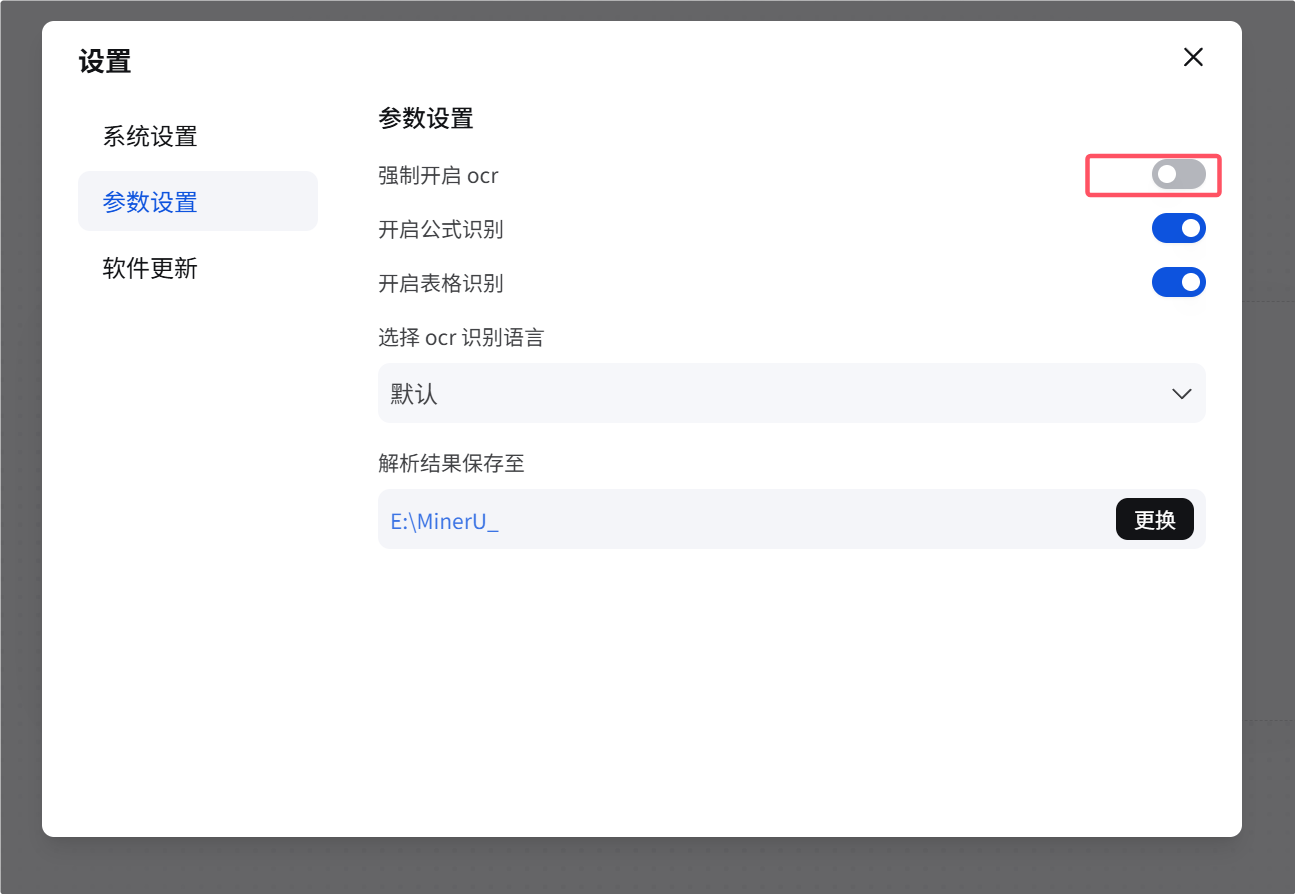 设置
系统设置
参数设置
软件更新
参数设置
强制开启 ocr
开启公式识别
开启表格识别
选择 ocr 识别语言
默认
解析结果保存至
E:\MinerU_
更换